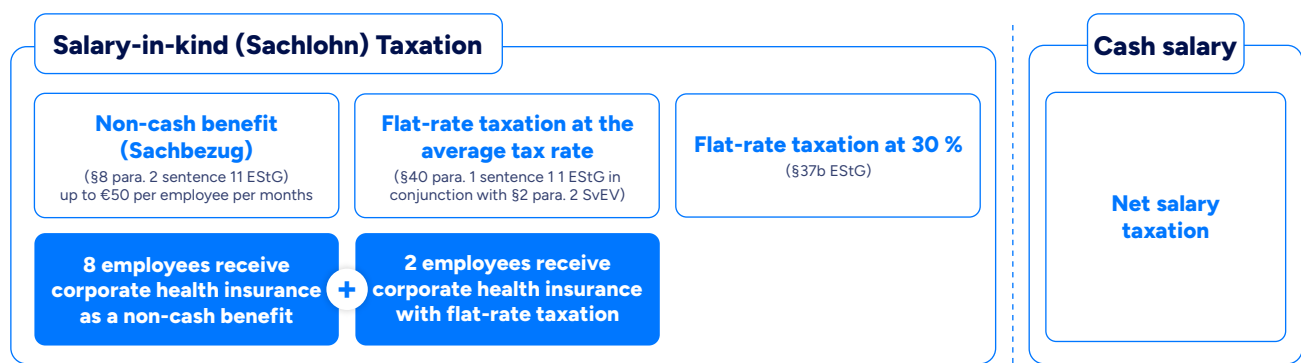 Salary-in-kind (Sachlohn) Taxation
Cash salary
Non-cash benefit
(Sachbezug)
(§8 para. 2 sentence 11 EStG)
up to €50 per employee per months
Flat-rate taxation at the
average tax rate
(§40 para. 1 sentence 1 1 EStG in
conjunction with §2 para. 2 SvEV)
Flat-rate taxation at 30 %
(§37b EStG)
Net salary
taxation
8 employees receive
corporate health insurance
as a non-cash benefit
+
2 employees receive
corporate health insurance
with flat-rate taxation